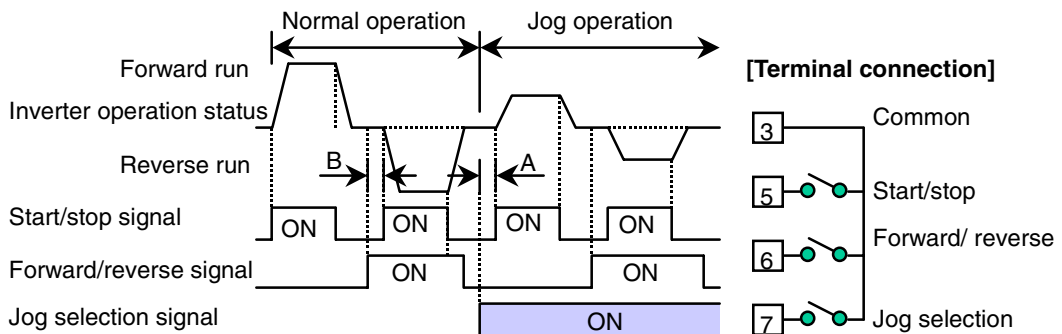 Normal operation Jog operation
Forward run
[Terminal connection]
Inverter operation status
3 Common
Reverse run
B A
5 Start/stop
Start/stop signal
ON ON ON ON
6 Forward/ reverse
Forward/reverse signal
ON ON
Jog selection signal
ON
7 Jog selection